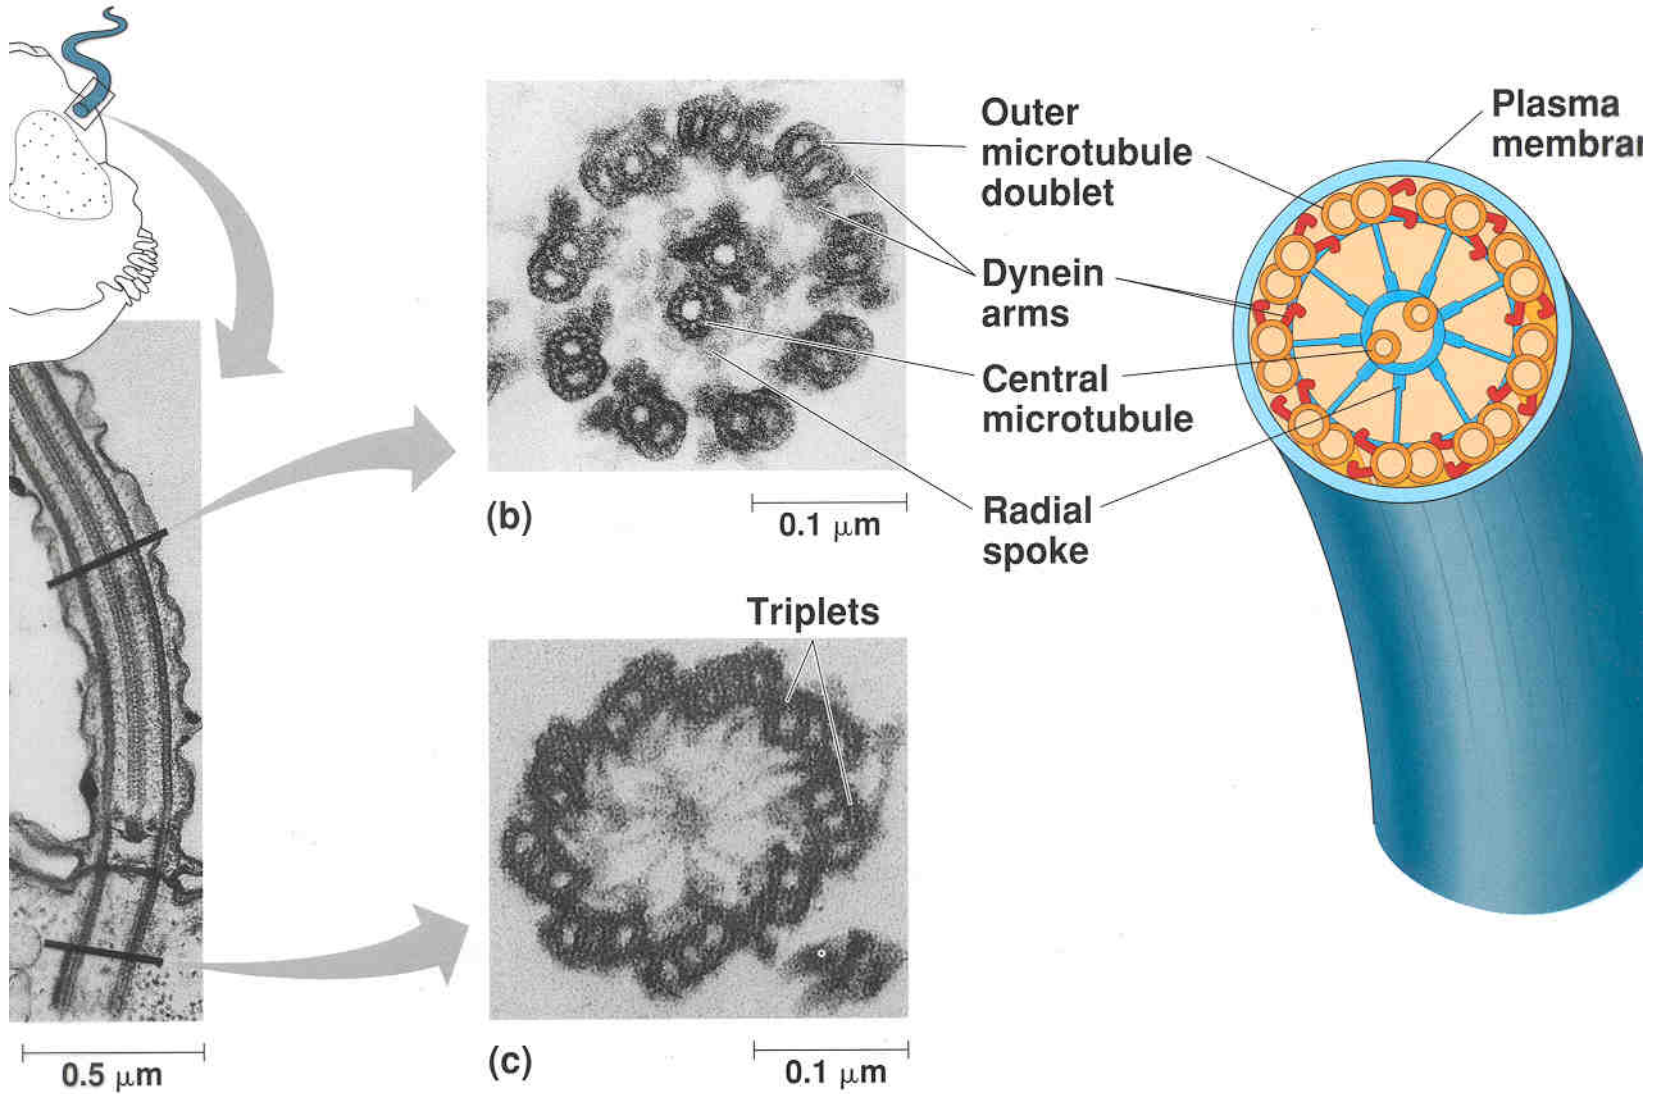 Outer
microtubule
doublet
Plasma
membrar
Dynein
arms
Central
microtubule
Radial
spoke
(b)
0.1 μm
Triplets
(c)
0.1 μm
0.5 μm